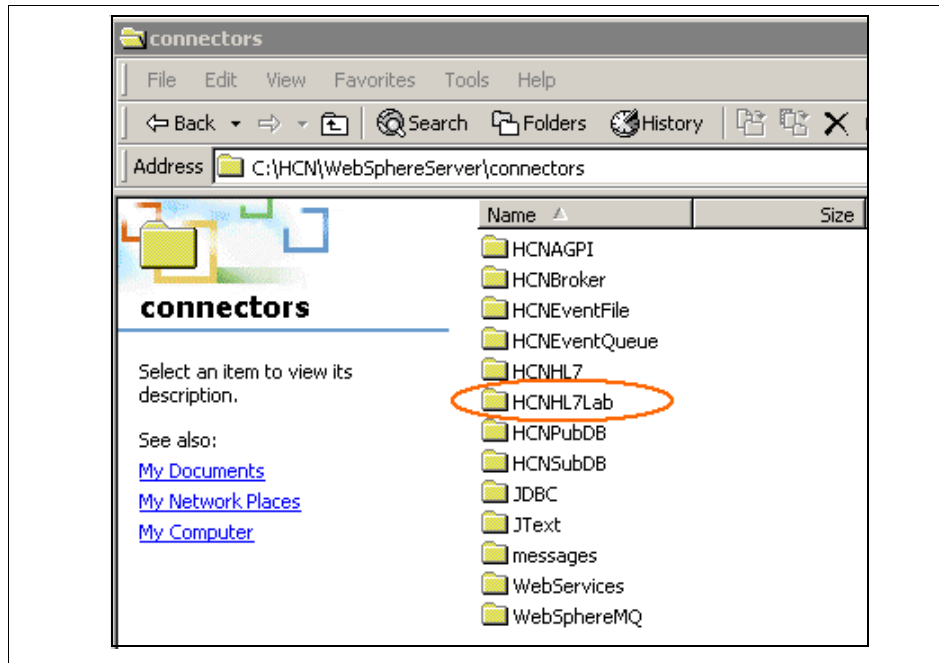 connectors
File Edit View Favorites Tools Help
Back Search Folders History
Address C:\HCN\WebSphereServer\connectors
Name Size
HCNAGPI
HCNBroker
HCNEventFile
HCNEventQueue
HCNHL7
HCNHL7Lab
HCNPubDB
HCNSubDB
JDBC
JText
messages
WebServices
WebSphereMQ
connectors
Select an item to view its
description.
See also:
My Documents
My Network Places
My Computer